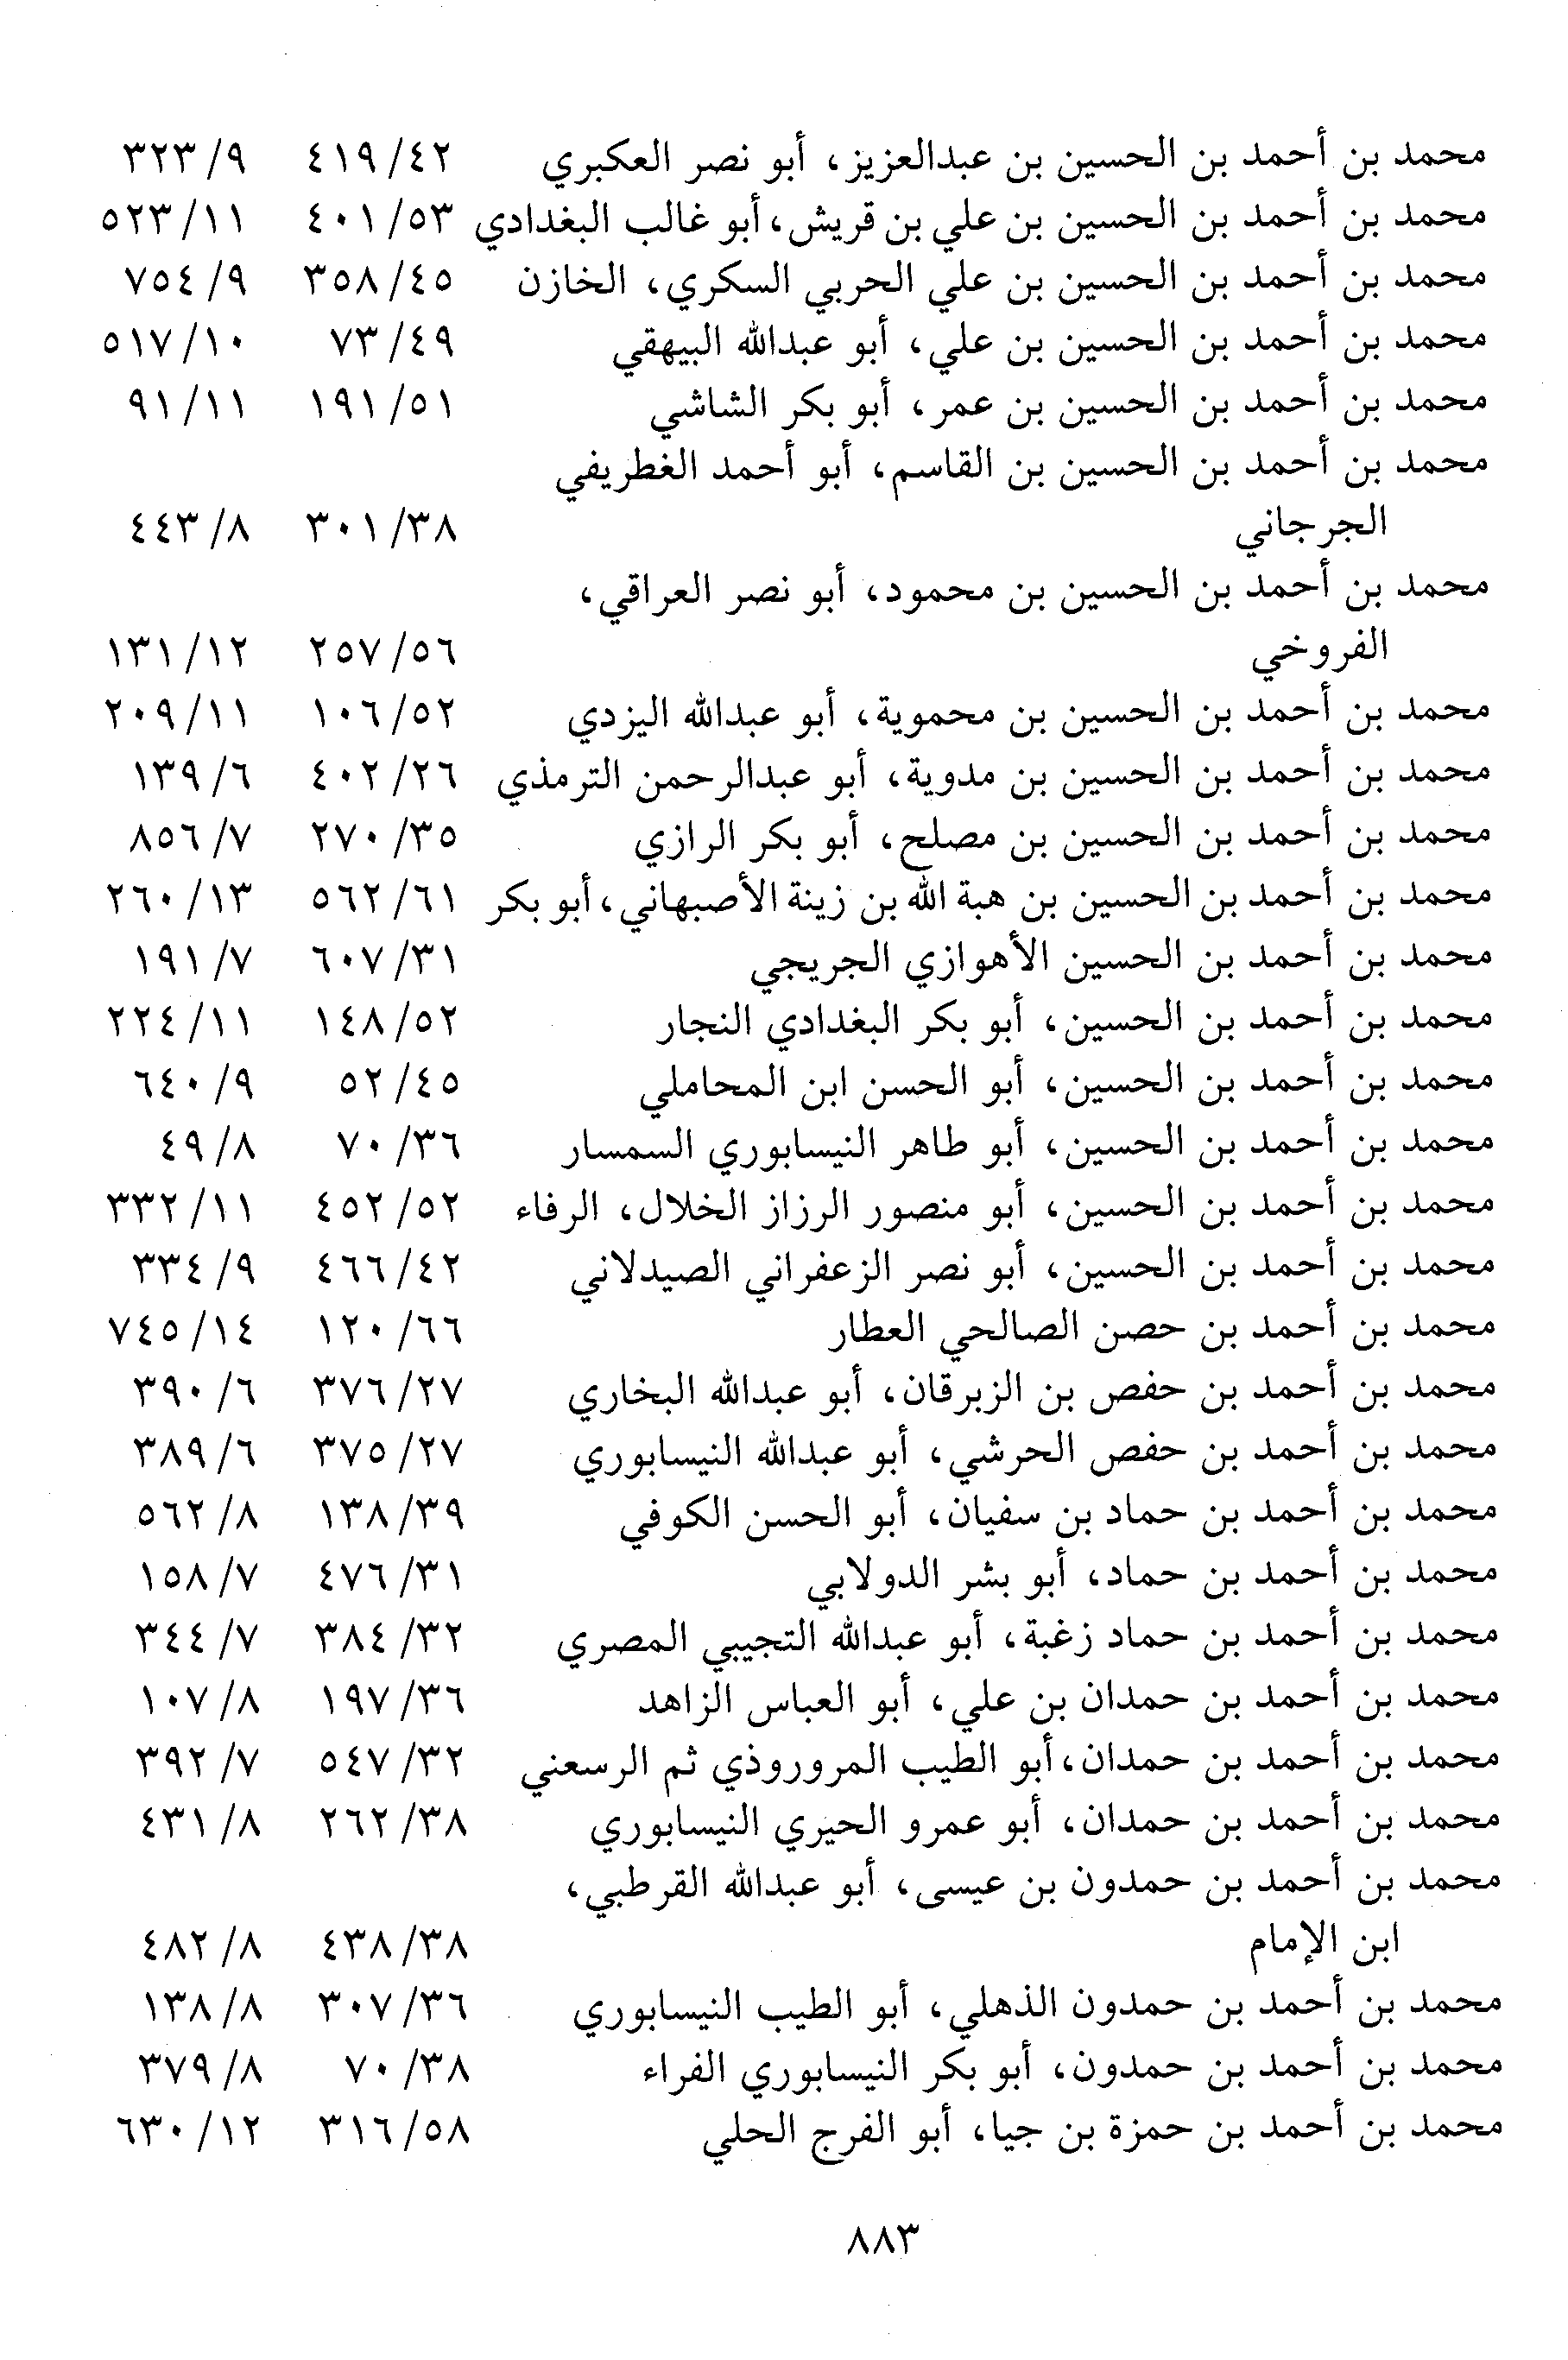 محمد بن أحمد بن الحسين بن عبدالعزيز، أبو نصر العكبري ٤١٩/٤٢ ٣٢٣/٩
محمد بن أحمد بن الحسين بن علي بن قريش، أبو غالب البغدادي ٤٠١/٥٣ ٥٢٣/١١
محمد بن أحمد بن الحسين بن علي الحربي السكري، الخازن ٣٥٨/٤٥ ٧٥٤/٩
محمد بن أحمد بن الحسين بن علي، أبو عبدالله البيهقي ٧٣/٤٩ ٥١٧/١٠
محمد بن أحمد بن الحسين بن عمر، أبو بكر الشاشي ١٩١/٥١ ٩١/١١
محمد بن أحمد بن الحسين بن القاسم، أبو أحمد الغطريفي
الجرجاني ٣٠١/٣٨ ٤٤٣/٨
محمد بن أحمد بن الحسين بن محمود، أبو نصر العراقي،
الفروخي ٢٥٧/٥٦ ١٣١/١٢
محمد بن أحمد بن الحسين بن محموية، أبو عبدالله اليزدي ١٠٦/٥٢ ٢٠٩/١١
محمد بن أحمد بن الحسين بن مدوية، أبو عبدالرحمن الترمذي ٤٠٢/٢٦ ١٣٩/٦
محمد بن أحمد بن الحسين بن مصلح، أبو بكر الرازي ٢٧٠/٣٥ ٨٥٦/٧
محمد بن أحمد بن الحسين بن هبة الله بن زينة الأصبهاني، أبو بكر ٥٦٢/٦١ ٢٦٠/١٣
محمد بن أحمد بن الحسين الأهوازي الجريجي ٦٠٧/٣١ ١٩١/٧
محمد بن أحمد بن الحسين، أبو بكر البغدادي النجار ١٤٨/٥٢ ٢٢٤/١١
محمد بن أحمد بن الحسين، أبو الحسن ابن المحاملي ٥٢/٤٥ ٦٤٠/٩
محمد بن أحمد بن الحسين، أبو طاهر النيسابوري السمسار ٧٠/٣٦ ٤٩/٨
محمد بن أحمد بن الحسين، أبو منصور الرزاز الخلال، الرفاء ٤٥٢/٥٢ ٣٣٢/١١
محمد بن أحمد بن الحسين، أبو نصر الزعفراني الصيدلاني ٤٦٦/٤٢ ٣٣٤/٩
محمد بن أحمد بن حصن الصالحي العطار ١٢٠/٦٦ ٧٤٥/١٤
محمد بن أحمد بن حفص بن الزبرقان، أبو عبدالله البخاري ٣٧٦/٢٧ ٣٩٠/٦
محمد بن أحمد بن حفص الحرشي، أبو عبدالله النيسابوري ٣٧٥/٢٧ ٣٨٩/٦
محمد بن أحمد بن حماد بن سفيان، أبو الحسن الكوفي ١٣٨/٣٩ ٥٦٢/٨
محمد بن أحمد بن حماد، أبو بشر الدولابي ٤٧٦/٣١ ١٥٨/٧
محمد بن أحمد بن حماد زغبة، أبو عبدالله التجيبي المصري ٣٨٤/٣٢ ٣٤٤/٧
محمد بن أحمد بن حمدان بن علي، أبو العباس الزاهد ١٩٧/٣٦ ١٠٧/٨
محمد بن أحمد بن حمدان، أبو الطيب المروروذي ثم الرسعني ٥٤٧/٣٢ ٣٩٢/٧
محمد بن أحمد بن حمدان، أبو عمرو الحيري النيسابوري ٢٦٢/٣٨ ٤٣١/٨
محمد بن أحمد بن حمدون بن عيسى، أبو عبدالله القرطبي،
ابن الإمام ٤٣٨/٣٨ ٤٨٢/٨
محمد بن أحمد بن حمدون الذهلي، أبو الطيب النيسابوري ٣٠٧/٣٦ ١٣٨/٨
محمد بن أحمد بن حمدون، أبو بكر النيسابوري الفراء ٧٠/٣٨ ٣٧٩/٨
محمد بن أحمد بن حمزة بن جيا، أبو الفرج الحلي ٣١٦/٥٨ ٦٣٠/١٢
٨٨٣